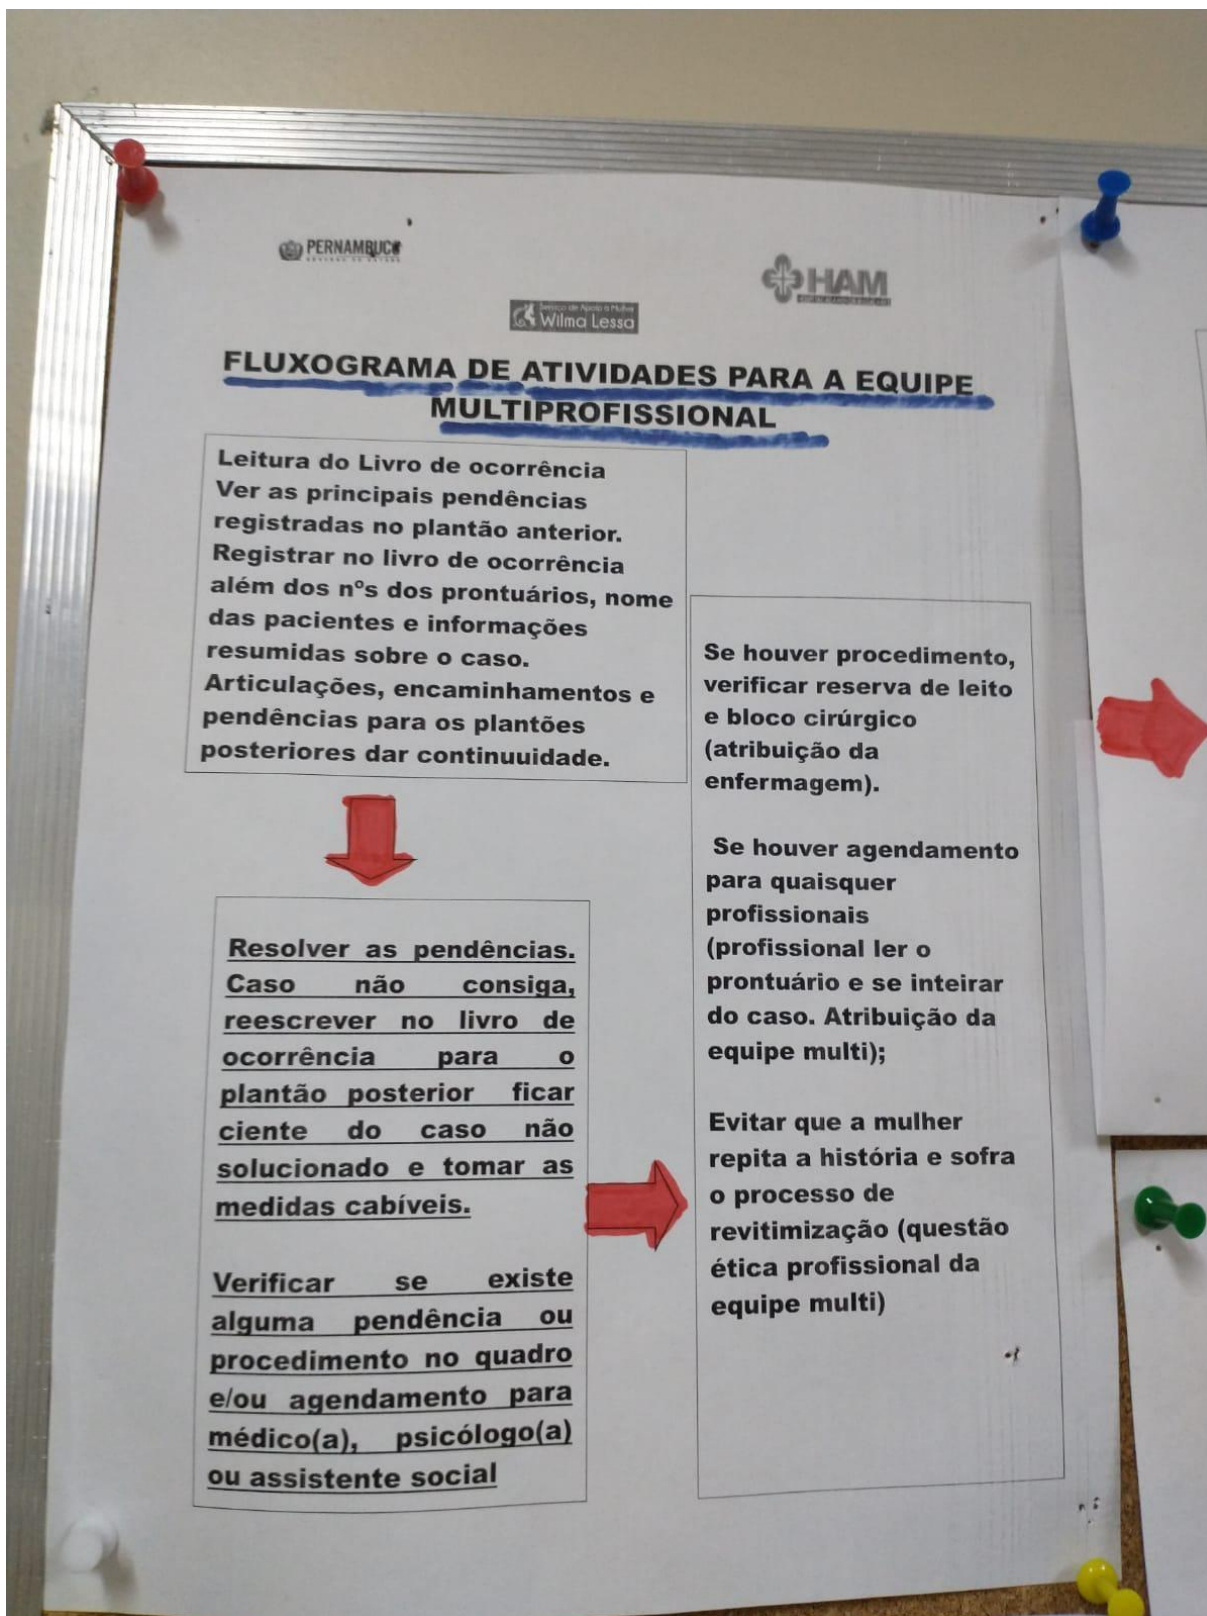 PERNAMBUCO
GOVERNO DO ESTADO
HAM
Serviço de Apoio à Mulher
Wilma Lessa
FLUXOGRAMA DE ATIVIDADES PARA A EQUIPE
MULTIPROFISSIONAL
Leitura do Livro de ocorrência
Ver as principais pendências
registradas no plantão anterior.
Registrar no livro de ocorrência
além dos nºs dos prontuários, nome
das pacientes e informações
resumidas sobre o caso.
Articulações, encaminhamentos e
pendências para os plantões
posteriores dar continuuidade.
Resolver as pendências.
Caso não consiga,
reescrever no livro de
ocorrência para o
plantão posterior ficar
ciente do caso não
solucionado e tomar as
medidas cabíveis.
Verificar se existe
alguma pendência ou
procedimento no quadro
e/ou agendamento para
médico(a), psicólogo(a)
ou assistente social
Se houver procedimento,
verificar reserva de leito
e bloco cirúrgico
(atribuição da
enfermagem).
Se houver agendamento
para quaisquer
profissionais
(profissional ler o
prontuário e se inteirar
do caso. Atribuição da
equipe multi);
Evitar que a mulher
repita a história e sofra
o processo de
revitimização (questão
ética profissional da
equipe multi)